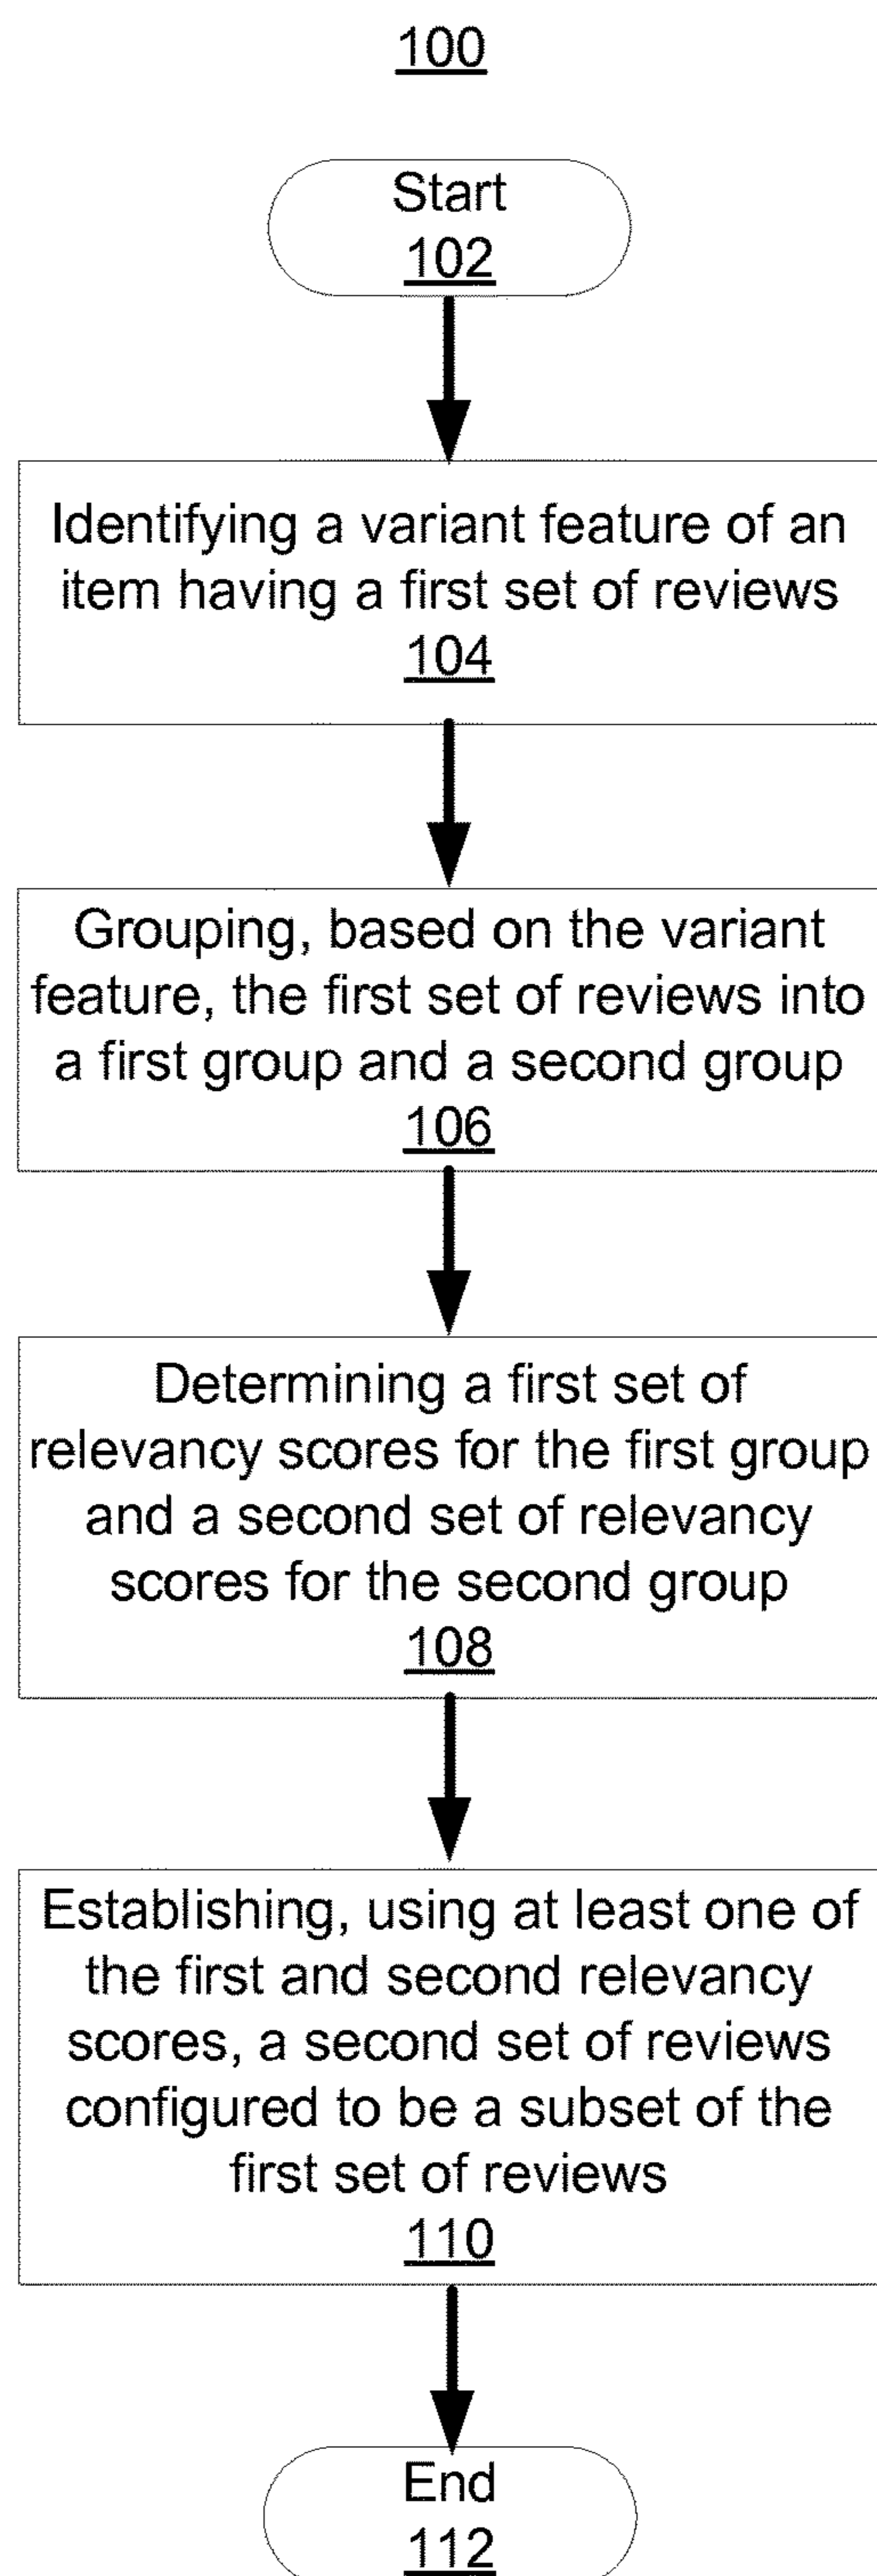 100
Start
102
Identifying a variant feature of an
item having a first set of reviews
104
Grouping, based on the variant
feature, the first set of reviews into
a first group and a second group
106
Determining a first set of
relevancy scores for the first group
and a second set of relevancy
scores for the second group
108
Establishing, using at least one of
the first and second relevancy
scores, a second set of reviews
configured to be a subset of the
first set of reviews
110
End
112